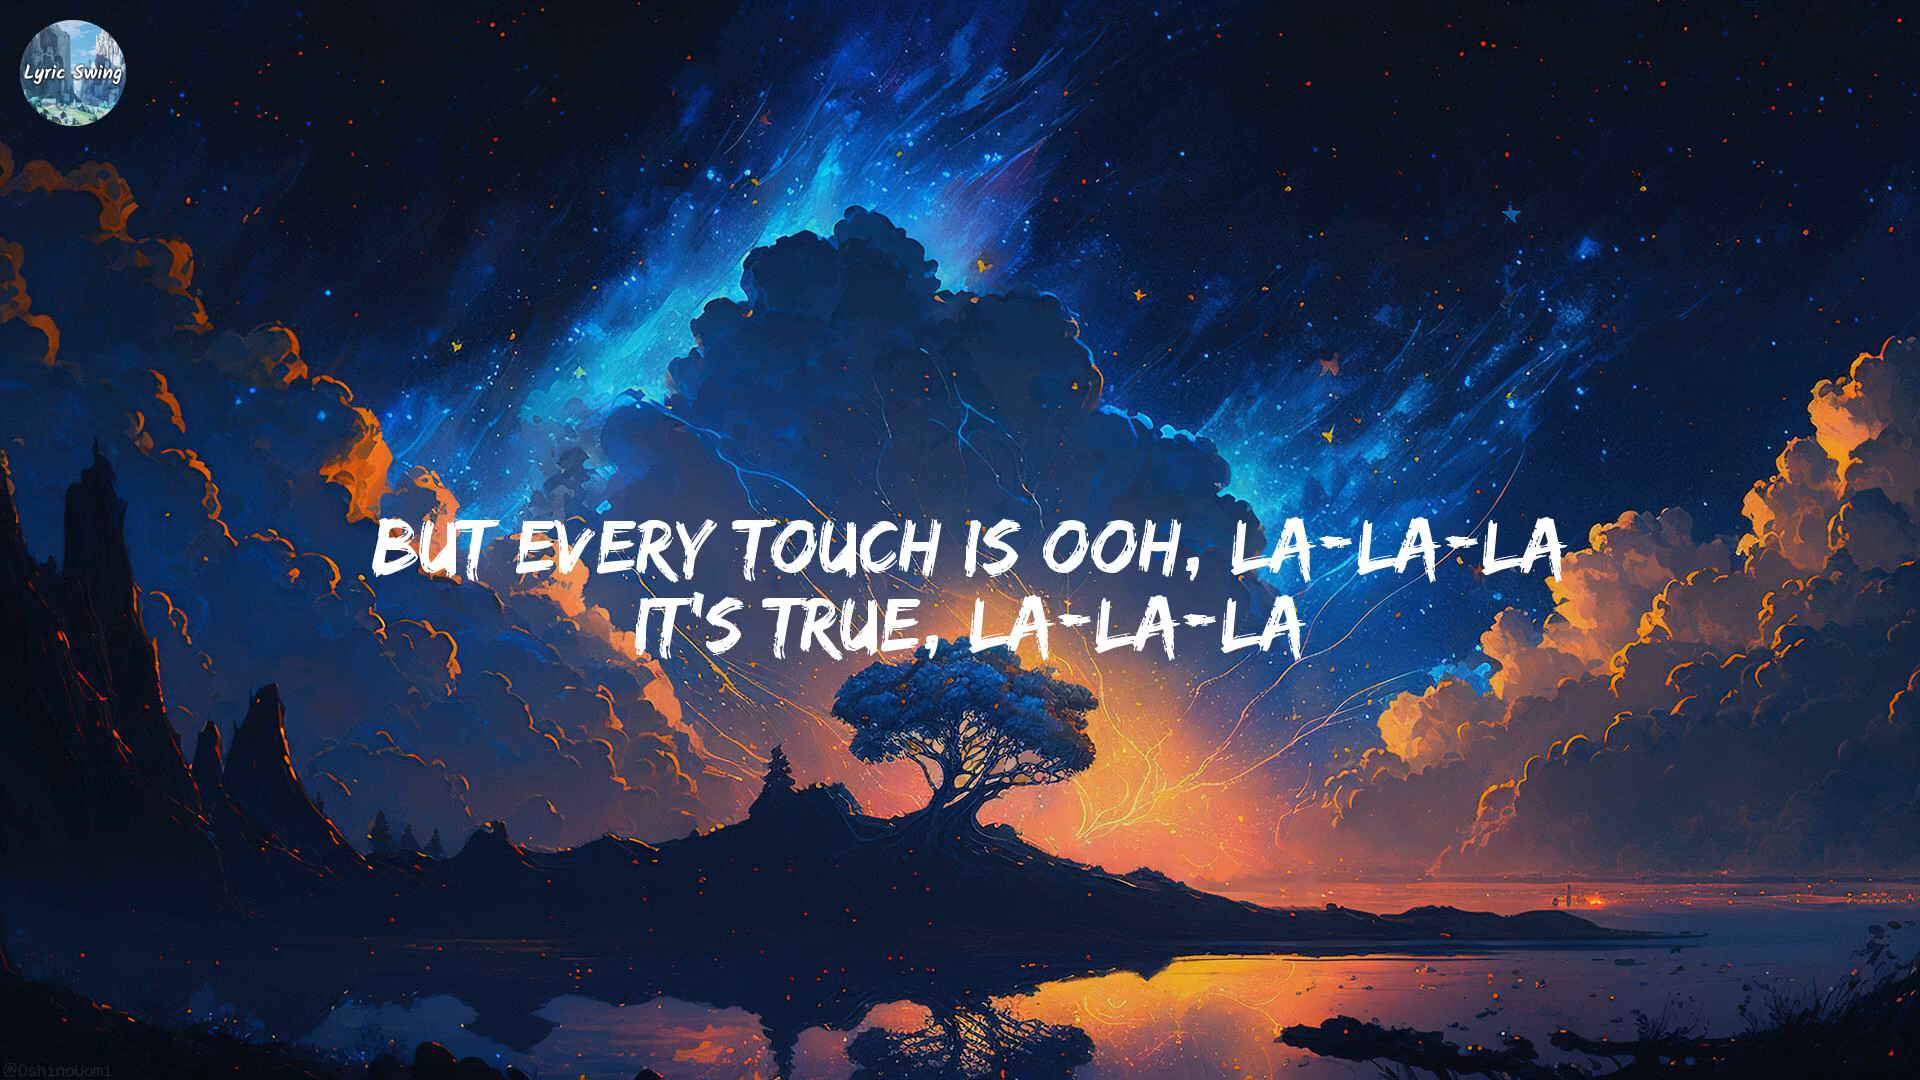 Lyric Swing
BUT EVERY TOUCH IS OOH, LA-LA-LA
IT'S TRUE, LA-LA-LA
@OshinoUomi